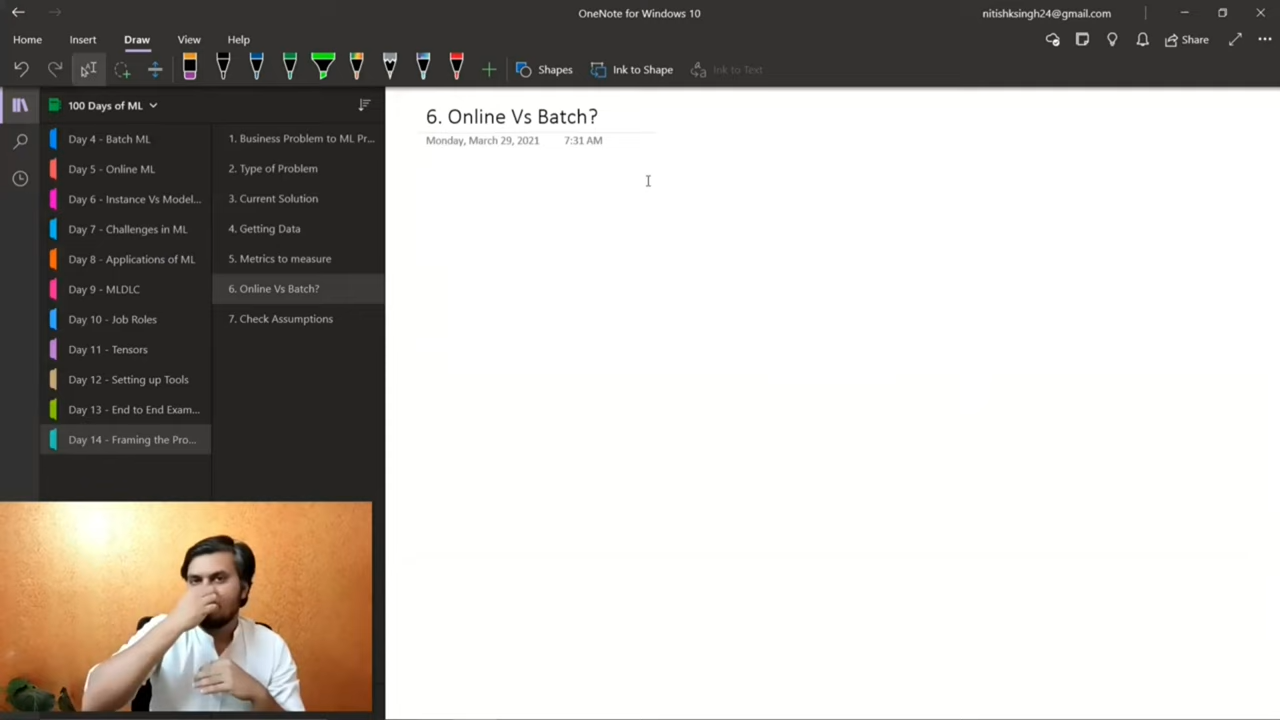 OneNote for Windows 10
nitishksingh24@gmail.com
Home
Insert
Draw
View
Help
Share
Shapes
Ink to Shape
Ink to Text
100 Days of ML
Day 4 - Batch ML
Day 5 - Online ML
Day 6 - Instance Vs Model...
Day 7 - Challenges in ML
Day 8 - Applications of ML
Day 9 - MLDLC
Day 10 - Job Roles
Day 11 - Tensors
Day 12 - Setting up Tools
Day 13 - End to End Exam...
Day 14 - Framing the Pro...
1. Business Problem to ML Pr...
2. Type of Problem
3. Current Solution
4. Getting Data
5. Metrics to measure
6. Online Vs Batch?
7. Check Assumptions
6. Online Vs Batch?
Monday, March 29, 2021 7:31 AM